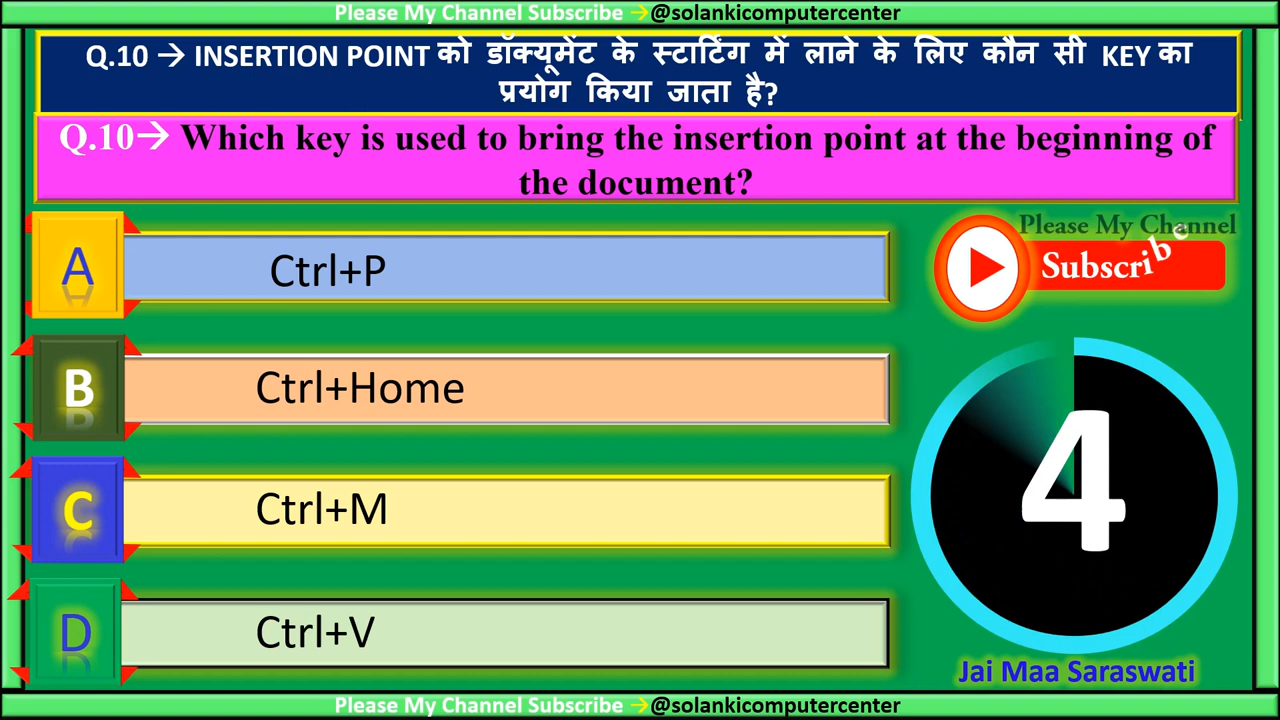 Please My Channel Subscribe →@solankicomputercenter
Q.10 → INSERTION POINT को डॉक्यूमेंट के स्टार्टिंग में लाने के लिए कौन सी KEY का
प्रयोग किया जाता है?
Q.10→ Which key is used to bring the insertion point at the beginning of
the document?
A Ctrl+P
Please My Channel
Subscribe
B Ctrl+Home
C Ctrl+M
4
D Ctrl+V
Jai Maa Saraswati
Please My Channel Subscribe →@solankicomputercenter